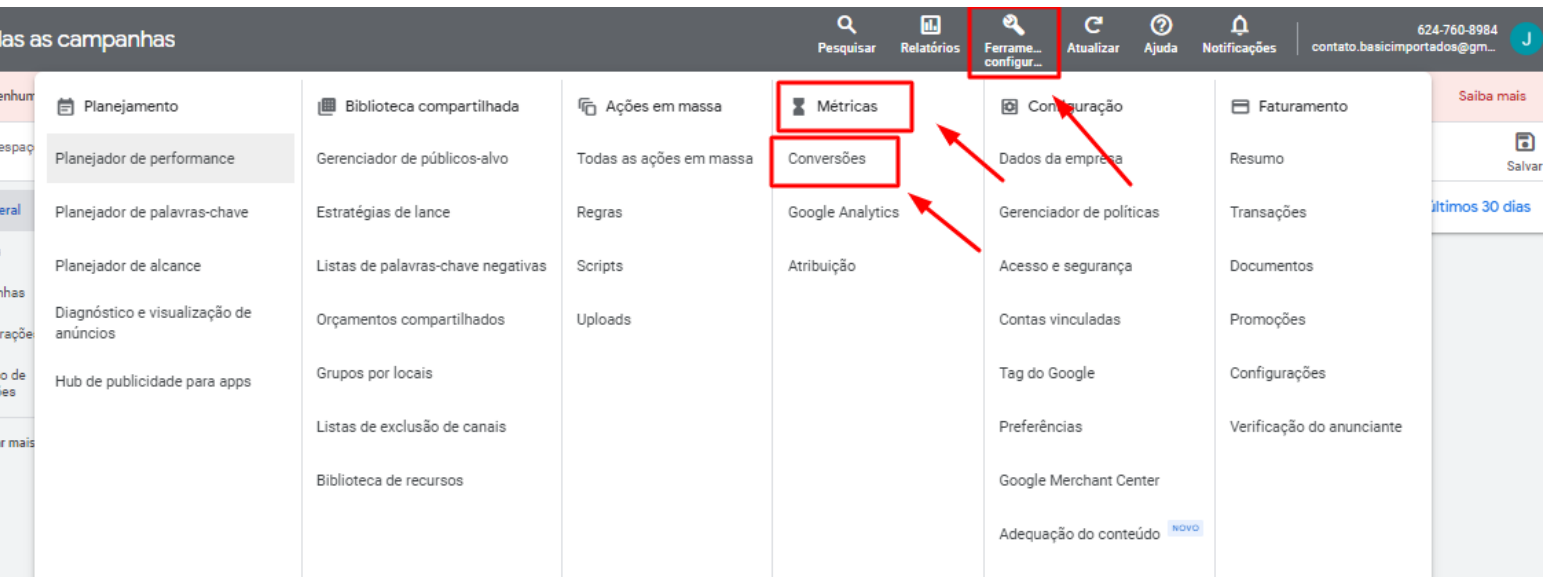 das as campanhas
Pesquisar
Relatórios
Ferrame...
configur...
Atualizar
Ajuda
Notificações
624-760-8984
contato.basicimportados@gm...
J
Saiba mais
Salvar
últimos 30 dias
Planejamento
Planejador de performance
Planejador de palavras-chave
Planejador de alcance
Diagnóstico e visualização de
anúncios
Hub de publicidade para apps
Biblioteca compartilhada
Gerenciador de públicos-alvo
Estratégias de lance
Listas de palavras-chave negativas
Orçamentos compartilhados
Grupos por locais
Listas de exclusão de canais
Biblioteca de recursos
Ações em massa
Todas as ações em massa
Regras
Scripts
Uploads
Métricas
Conversões
Google Analytics
Atribuição
Configuração
Dados da empresa
Gerenciador de políticas
Acesso e segurança
Contas vinculadas
Tag do Google
Preferências
Google Merchant Center
Adequação do conteúdo NOVO
Faturamento
Resumo
Transações
Documentos
Promoções
Configurações
Verificação do anunciante